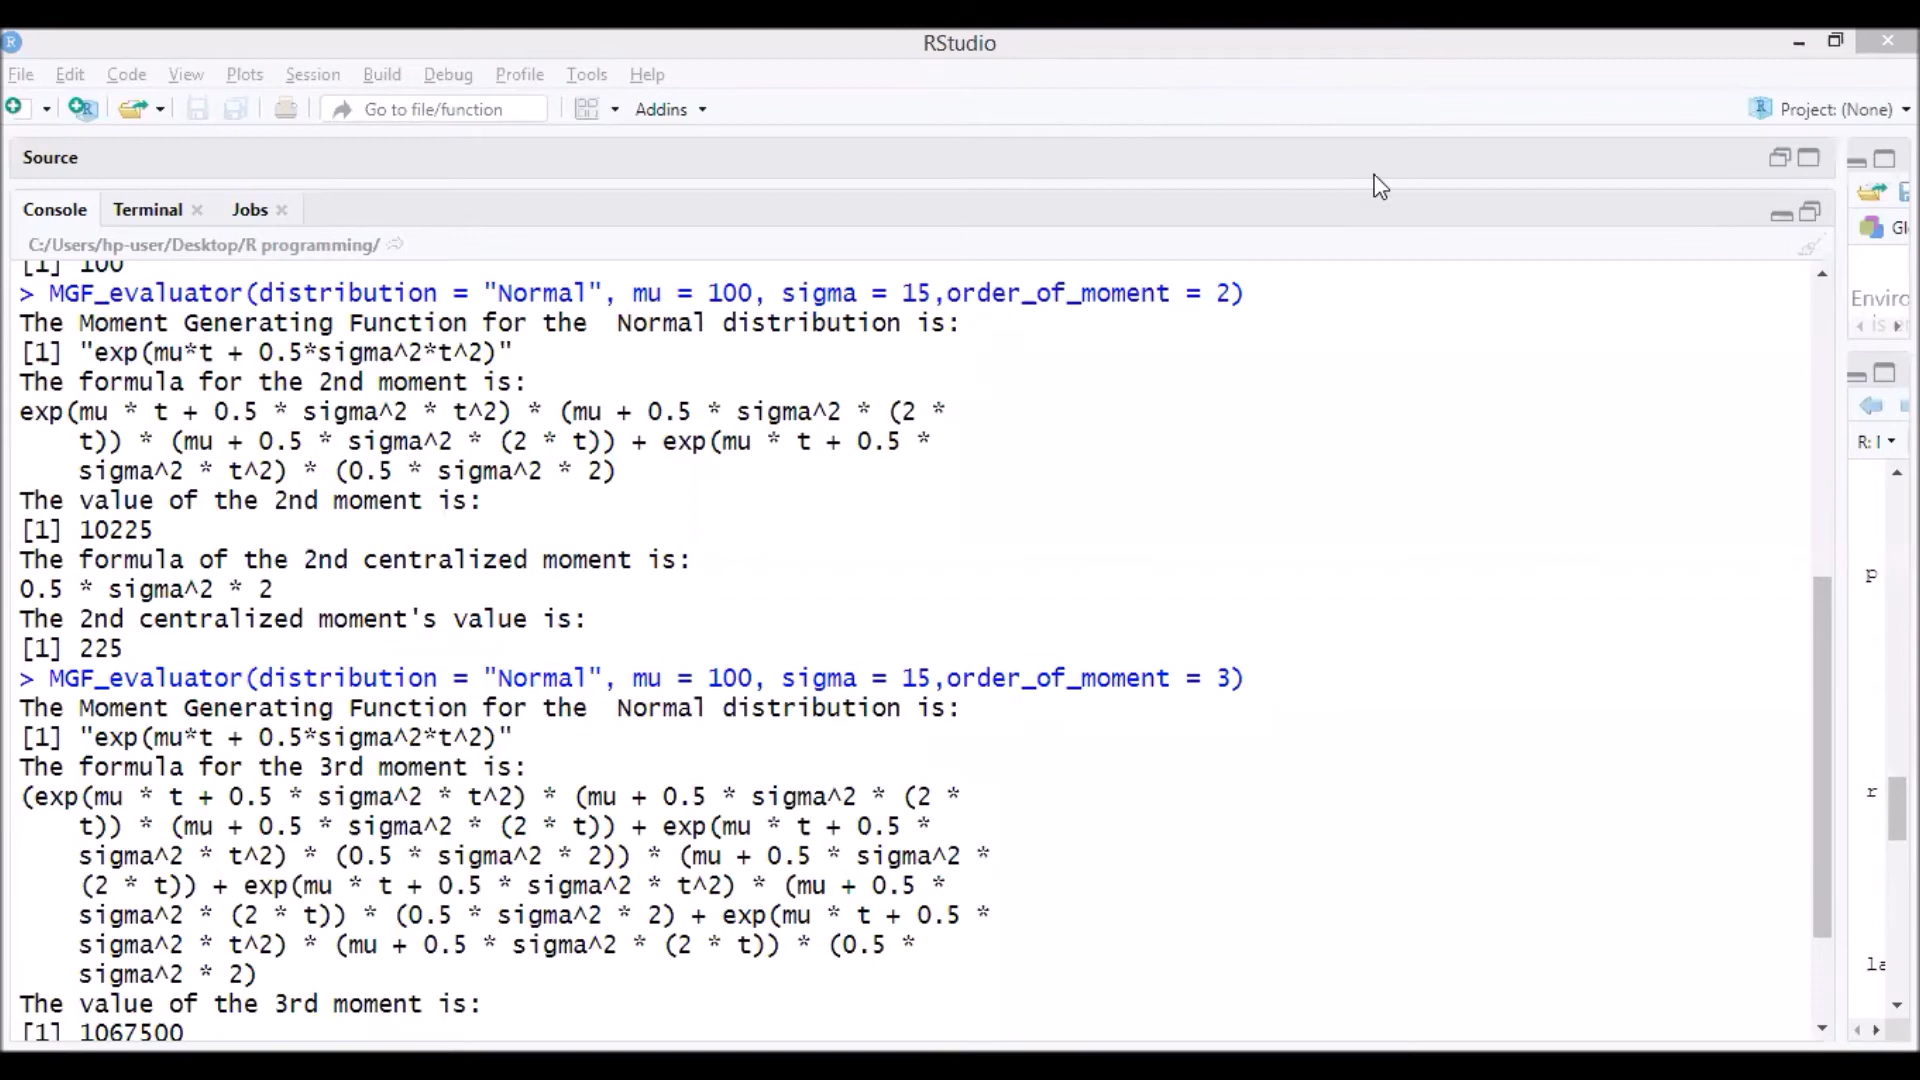 RStudio
File Edit Code View Plots Session Build Debug Profile Tools Help
Go to file/function Addins Project: (None)
Source
Console Terminal Jobs
C:/Users/hp-user/Desktop/R programming/
[1] 100
> MGF_evaluator(distribution = "Normal", mu = 100, sigma = 15,order_of_moment = 2)
The Moment Generating Function for the  Normal distribution is:
[1] "exp(mu*t + 0.5*sigma^2*t^2)"
The formula for the 2nd moment is:
exp(mu * t + 0.5 * sigma^2 * t^2) * (mu + 0.5 * sigma^2 * (2 *
    t)) * (mu + 0.5 * sigma^2 * (2 * t)) + exp(mu * t + 0.5 *
    sigma^2 * t^2) * (0.5 * sigma^2 * 2)
The value of the 2nd moment is:
[1] 10225
The formula of the 2nd centralized moment is:
0.5 * sigma^2 * 2
The 2nd centralized moment's value is:
[1] 225
> MGF_evaluator(distribution = "Normal", mu = 100, sigma = 15,order_of_moment = 3)
The Moment Generating Function for the  Normal distribution is:
[1] "exp(mu*t + 0.5*sigma^2*t^2)"
The formula for the 3rd moment is:
(exp(mu * t + 0.5 * sigma^2 * t^2) * (mu + 0.5 * sigma^2 * (2 *
    t)) * (mu + 0.5 * sigma^2 * (2 * t)) + exp(mu * t + 0.5 *
    sigma^2 * t^2) * (0.5 * sigma^2 * 2)) * (mu + 0.5 * sigma^2 *
    (2 * t)) + exp(mu * t + 0.5 * sigma^2 * t^2) * (mu + 0.5 *
    sigma^2 * (2 * t)) * (0.5 * sigma^2 * 2) + exp(mu * t + 0.5 *
    sigma^2 * t^2) * (mu + 0.5 * sigma^2 * (2 * t)) * (0.5 *
    sigma^2 * 2)
The value of the 3rd moment is:
[1] 1067500
Gl
Enviro
is
R:
p
r
la